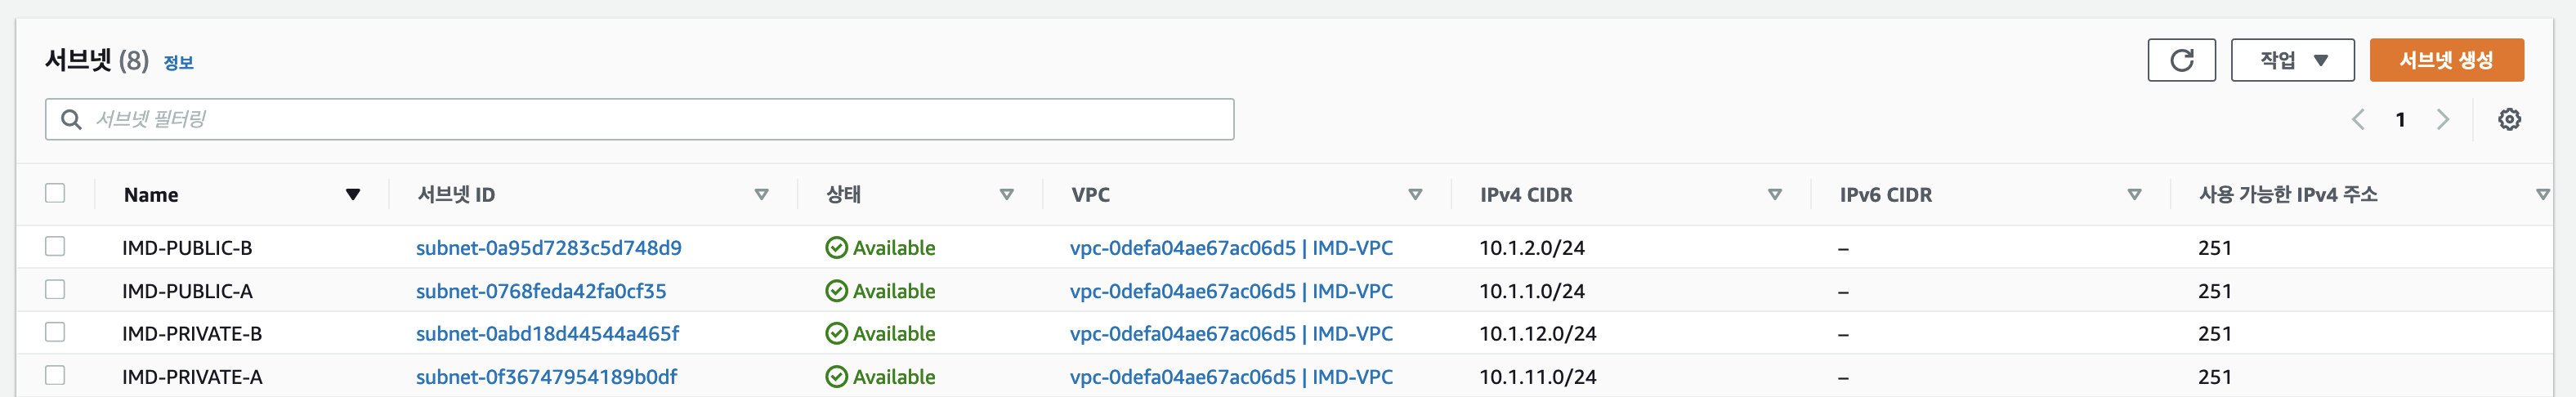 서브넷 (8) 정보
작업 서브넷 생성
서브넷 필터링
1
Name 서브넷 ID 상태 VPC IPv4 CIDR IPv6 CIDR 사용 가능한 IPv4 주소
IMD-PUBLIC-B subnet-0a95d7283c5d748d9 Available vpc-0defa04ae67ac06d5 | IMD-VPC 10.1.2.0/24 – 251
IMD-PUBLIC-A subnet-0768feda42fa0cf35 Available vpc-0defa04ae67ac06d5 | IMD-VPC 10.1.1.0/24 – 251
IMD-PRIVATE-B subnet-0abd18d44544a465f Available vpc-0defa04ae67ac06d5 | IMD-VPC 10.1.12.0/24 – 251
IMD-PRIVATE-A subnet-0f36747954189b0df Available vpc-0defa04ae67ac06d5 | IMD-VPC 10.1.11.0/24 – 251